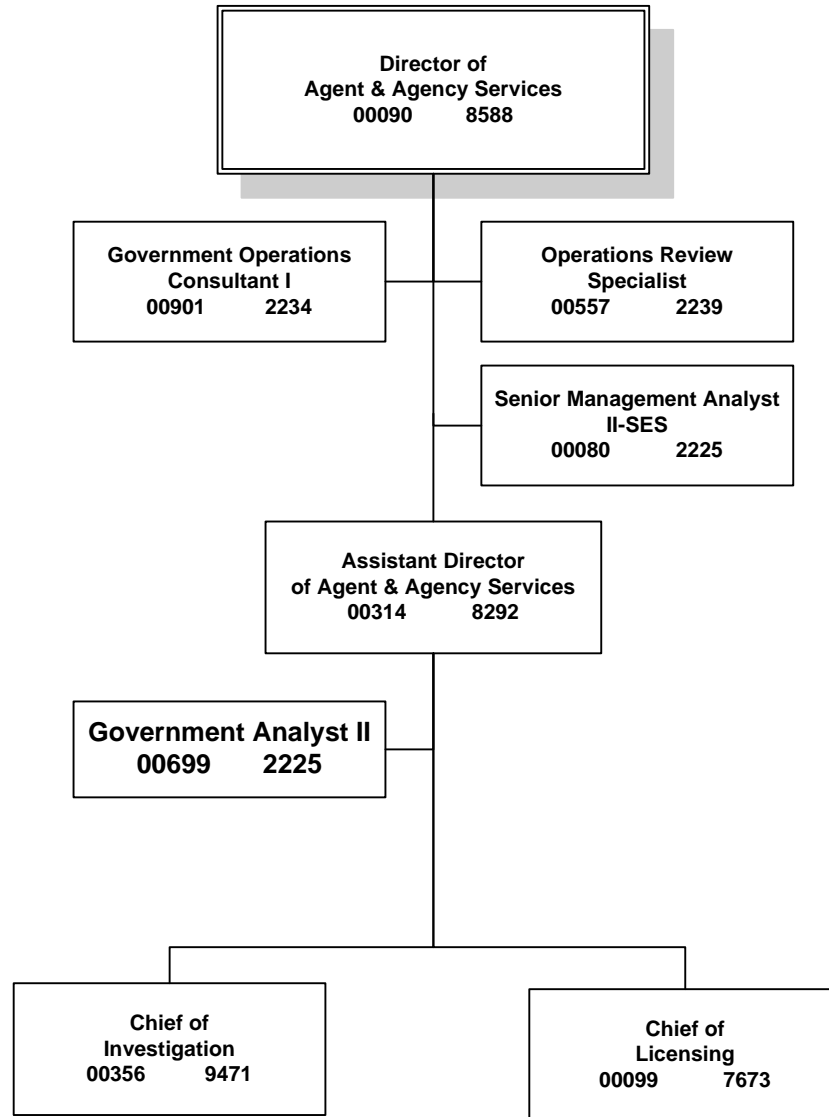 Director of
Agent & Agency Services
00090 8588
Government Operations
Consultant I
00901 2234
Operations Review
Specialist
00557 2239
Senior Management Analyst
II-SES
00080 2225
Assistant Director
of Agent & Agency Services
00314 8292
Government Analyst II
00699 2225
Chief of
Investigation
00356 9471
Chief of
Licensing
00099 7673